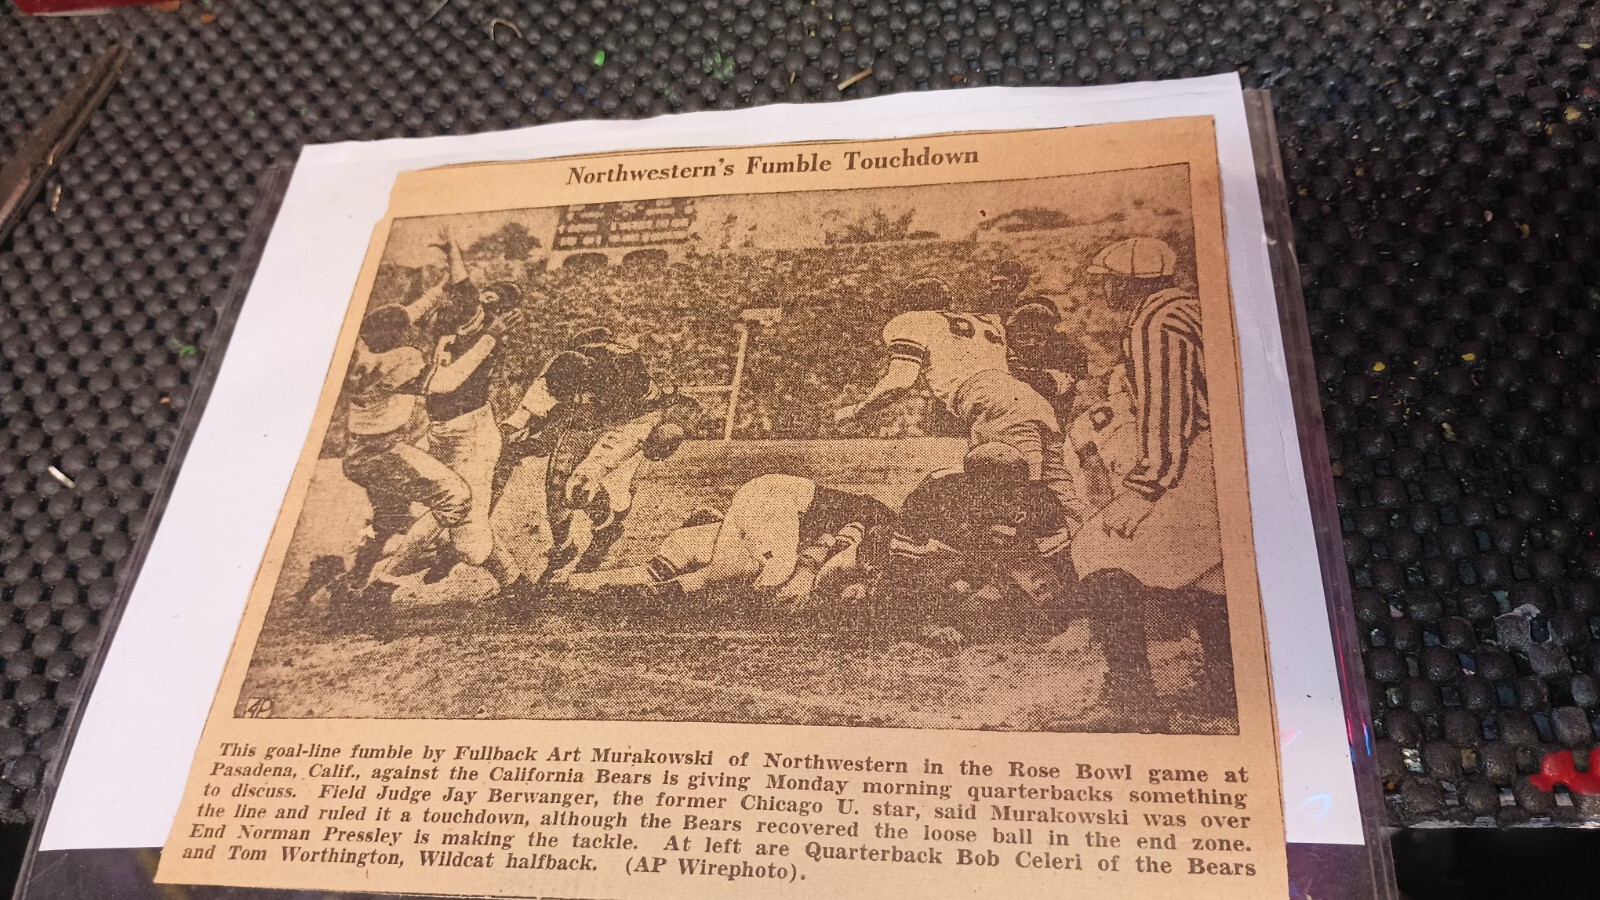 Northwestern's Fumble Touchdown
AP
This goal-line fumble by Fullback Art Murakowski of Northwestern in the Rose Bowl game at
Pasadena, Calif., against the California Bears is giving Monday morning quarterbacks something
to discuss. Field Judge Jay Berwanger, the former Chicago U. star, said Murakowski was over
the line and ruled it a touchdown, although the Bears recovered the loose ball in the end zone.
End Norman Pressley is making the tackle. At left are Quarterback Bob Celeri of the Bears
and Tom Worthington, Wildcat halfback. (AP Wirephoto).